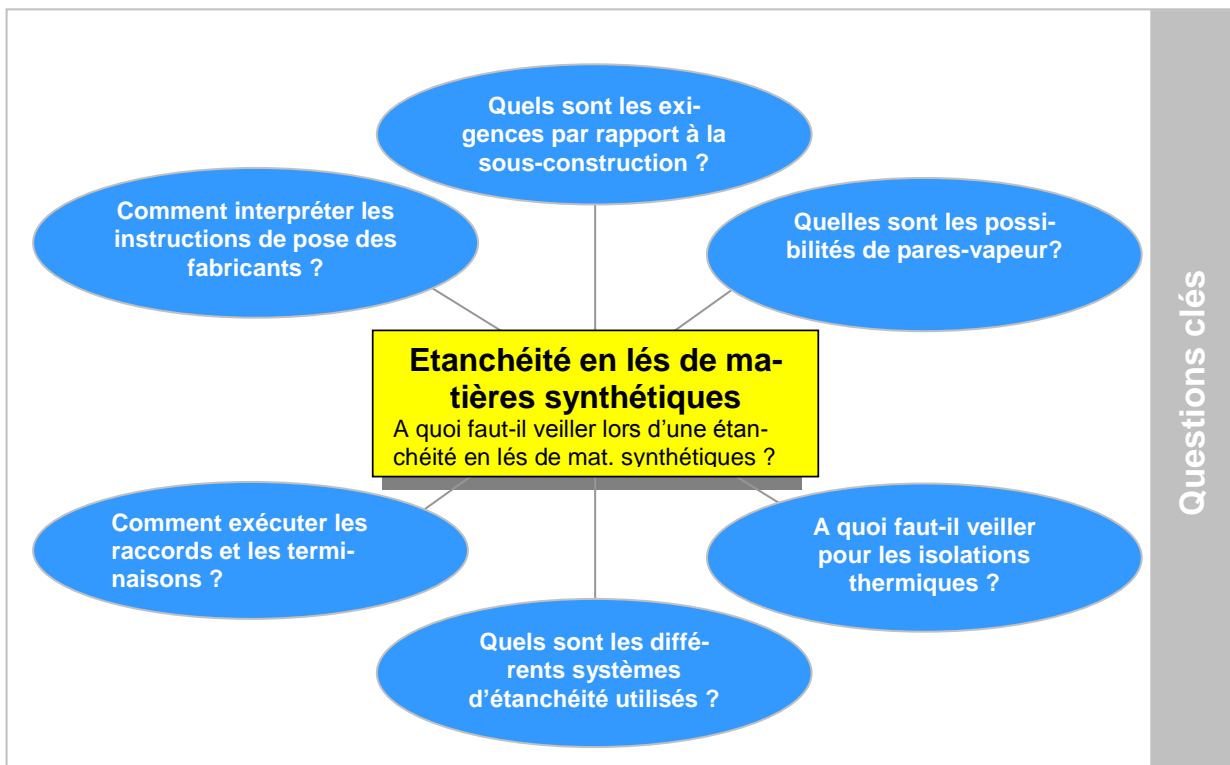 Quels sont les exi-
gences par rapport à la
sous-construction ?
Comment interpréter les
instructions de pose des
fabricants ?
Quelles sont les possi-
bilités de pares-vapeur?
Etanchéité en lés de ma-
tières synthétiques
A quoi faut-il veiller lors d'une étan-
chéité en lés de mat. synthétiques ?
Comment exécuter les
raccords et les termi-
naisons ?
A quoi faut-il veiller
pour les isolations
thermiques ?
Quels sont les diffé-
rents systèmes
d'étanchéité utilisés ?
Questions clés